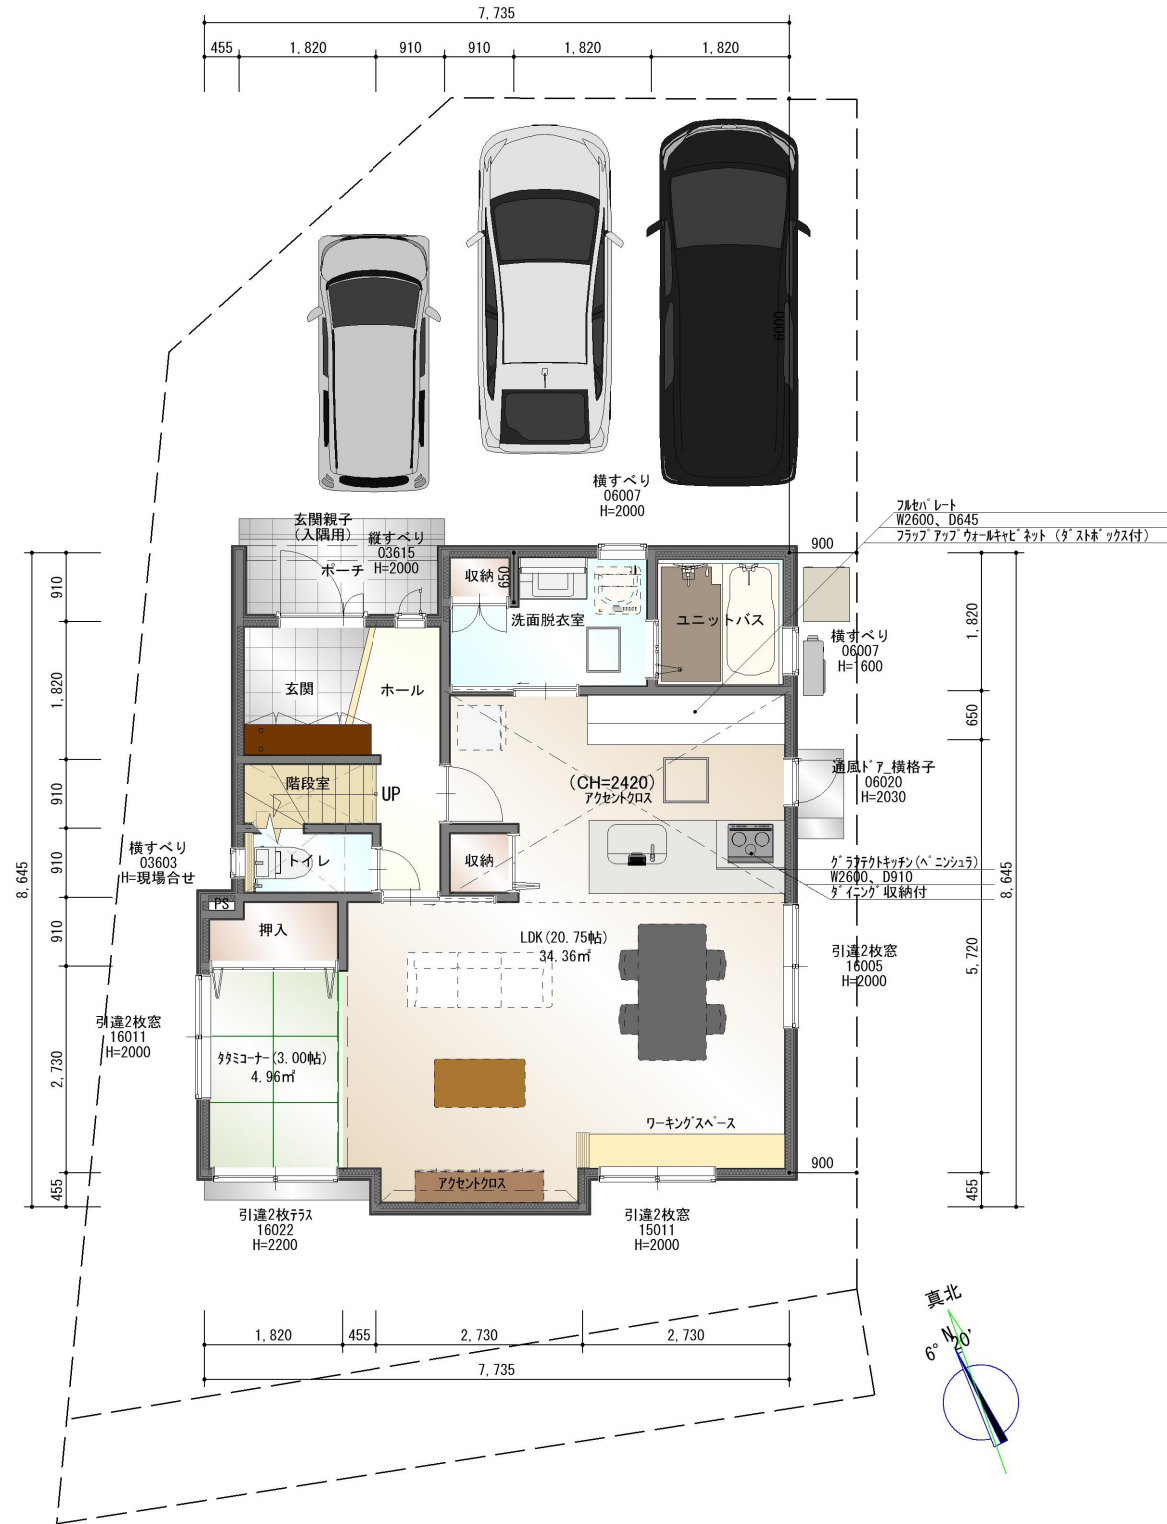 7,735
455
1,820
910
910
1,820
1,820
6000
横すべり
06007
H=2000
フルセパレート
W2600、D645
フラップアップウォールキャビネット（ダストボックス付）
玄関親子
(入隅用)
縦すべり
03615
H=2000
ポーチ
収納
650
洗面脱衣室
ユニットバス
900
横すべり
06007
H=1600
玄関
ホール
階段室
UP
(CH=2420)
アクセントクロス
通風ドア_横格子
06020
H=2030
横すべり
03603
H=現場合せ
トイレ
収納
グラフテクトキッチン(ペニンシュラ)
W2600、D910
ダイニング収納付
PS
押入
LDK(20.75帖)
34.36㎡
引違2枚窓
16005
H=2000
引違2枚窓
16011
H=2000
タタミコーナー(3.00帖)
4.96㎡
ワーキングスペース
アクセントクロス
900
引違2枚テラス
16022
H=2200
引違2枚窓
15011
H=2000
8,645
910
1,820
910
910
910
2,730
455
1,820
650
5,720
455
8,645
1,820
455
2,730
2,730
7,735
真北
N
6° 20'